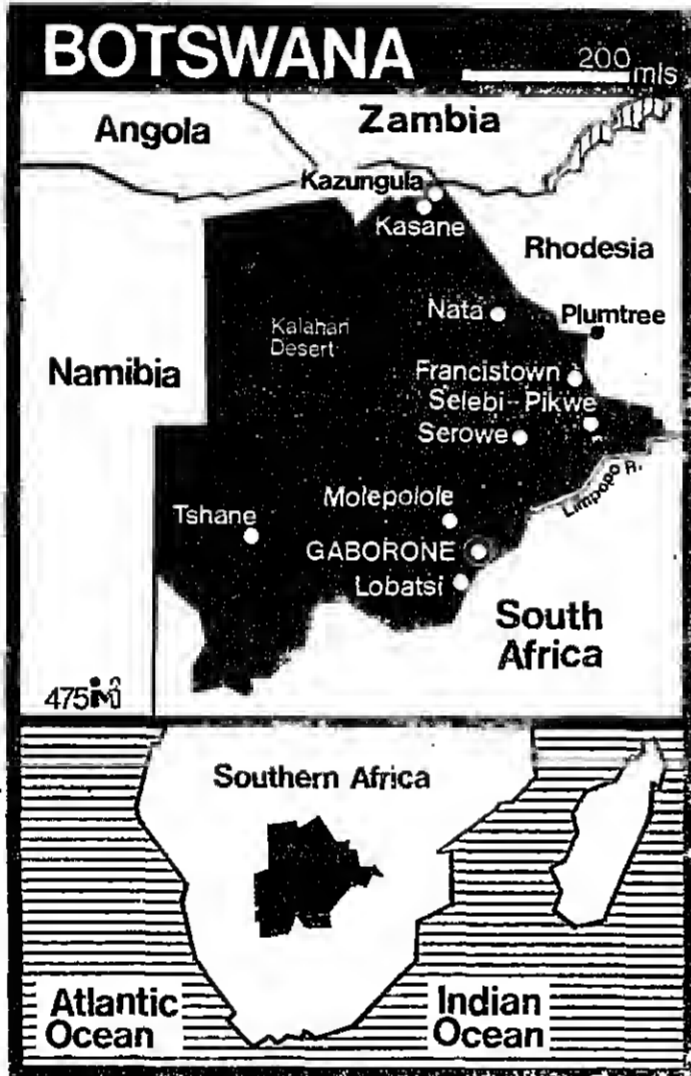 BOTSWANA
200
mls
Angola
Zambia
Kazungula
Kasane
Rhodesia
Nata
Plumtree
Kalahari
Desert
Namibia
Francistown
Selebi-Pikwe
Serowe
Limpopo R.
Molepolole
Tshane
GABORONE
Lobatsi
South
Africa
475
Southern Africa
Atlantic
Ocean
Indian
Ocean